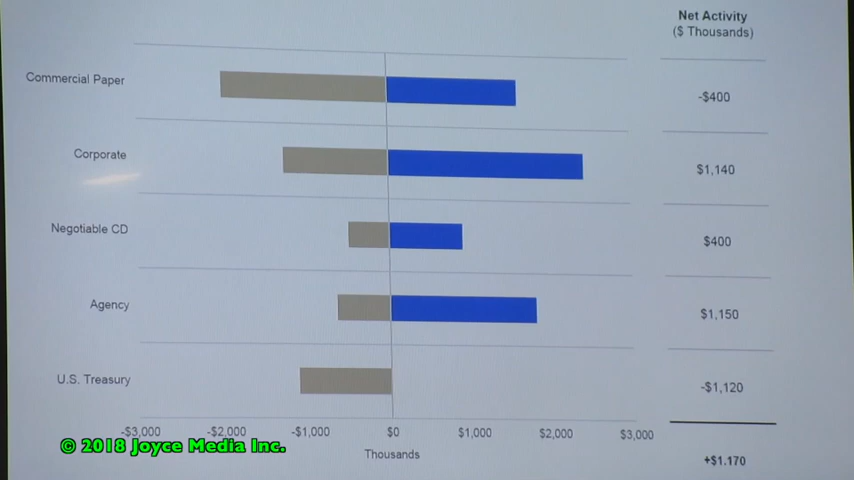 Net Activity
($ Thousands)
Commercial Paper
-$400
Corporate
$1,140
Negotiable CD
$400
Agency
$1,150
U.S. Treasury
-$1,120
-$3,000 -$2,000 -$1,000 $0 $1,000 $2,000 $3,000
© 2018 Joyce Media Inc.
Thousands
+$1.170